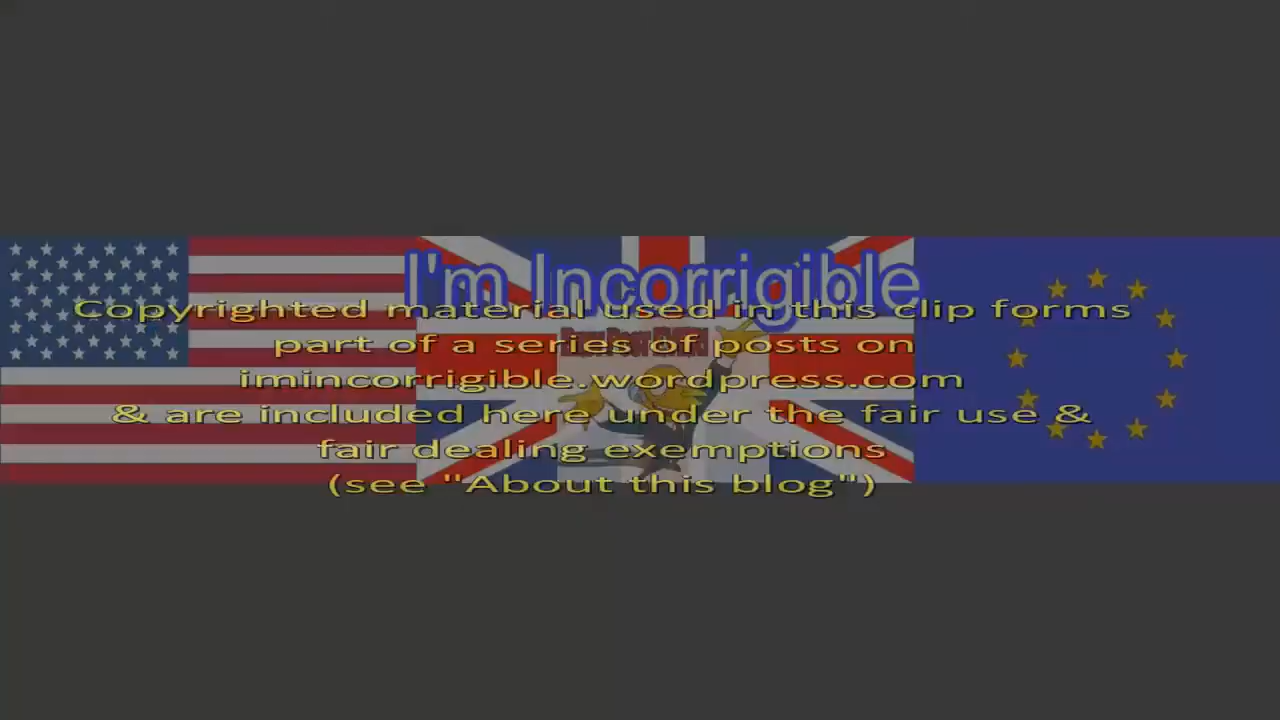 I'm Incorrigible
Copyrighted material used in this clip forms
part of a series of posts on
imincorrigible.wordpress.com
& are included here under the fair use &
fair dealing exemptions
(see "About this blog")